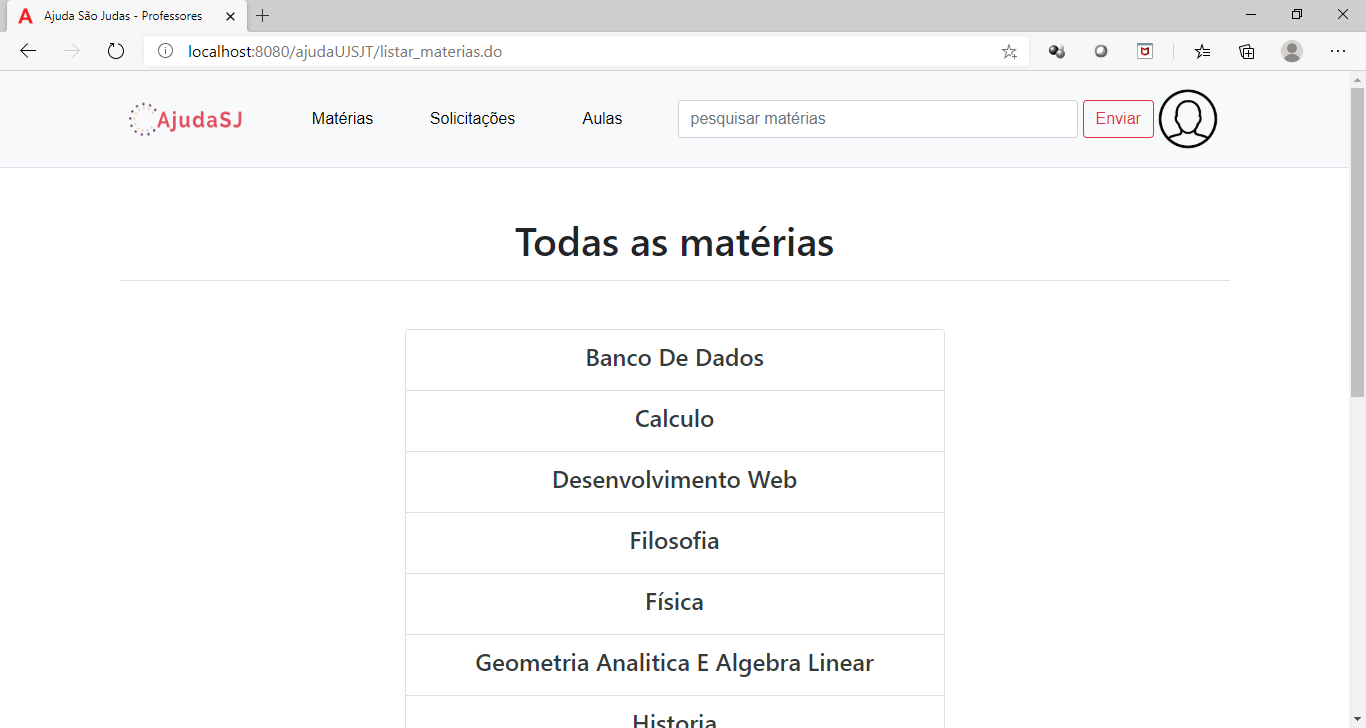 Ajuda São Judas - Professores
localhost:8080/ajudaUJSJT/listar_materias.do
AjudaSJ
Matérias
Solicitações
Aulas
pesquisar matérias
Enviar
Todas as matérias
Banco De Dados
Calculo
Desenvolvimento Web
Filosofia
Física
Geometria Analitica E Algebra Linear
Historia